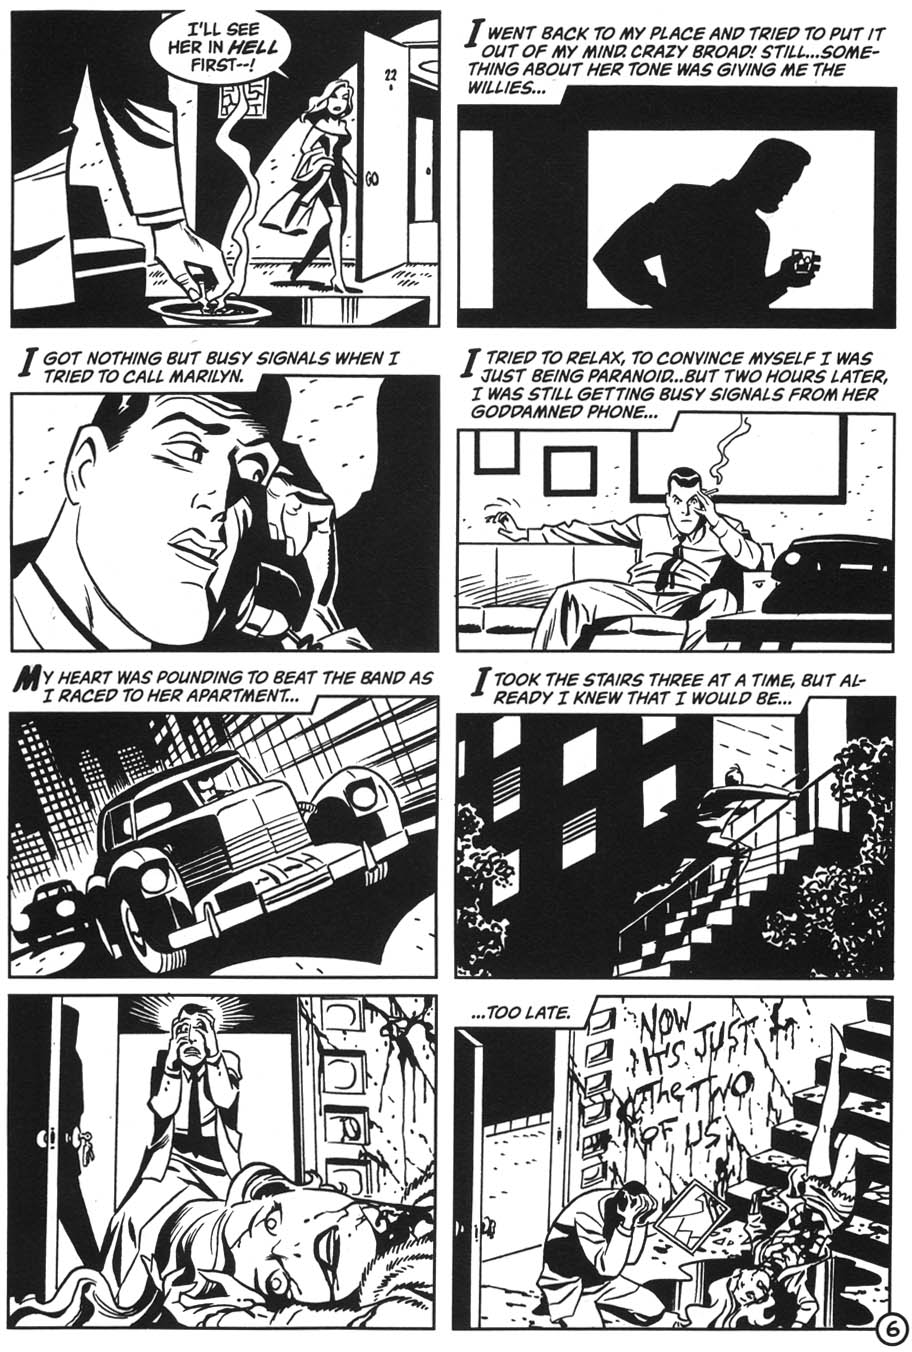 I'LL SEE
HER IN HELL
FIRST--!
22
I WENT BACK TO MY PLACE AND TRIED TO PUT IT
OUT OF MY MIND. CRAZY BROAD! STILL...SOME-
THING ABOUT HER TONE WAS GIVING ME THE
WILLIES...
I GOT NOTHING BUT BUSY SIGNALS WHEN I
TRIED TO CALL MARILYN.
I TRIED TO RELAX, TO CONVINCE MYSELF I WAS
JUST BEING PARANOID...BUT TWO HOURS LATER,
I WAS STILL GETTING BUSY SIGNALS FROM HER
GODDAMNED PHONE...
MY HEART WAS POUNDING TO BEAT THE BAND AS
I RACED TO HER APARTMENT...
I TOOK THE STAIRS THREE AT A TIME, BUT AL-
READY I KNEW THAT I WOULD BE...
...TOO LATE.
NOW
IT'S JUST
THE TWO
OF US
6